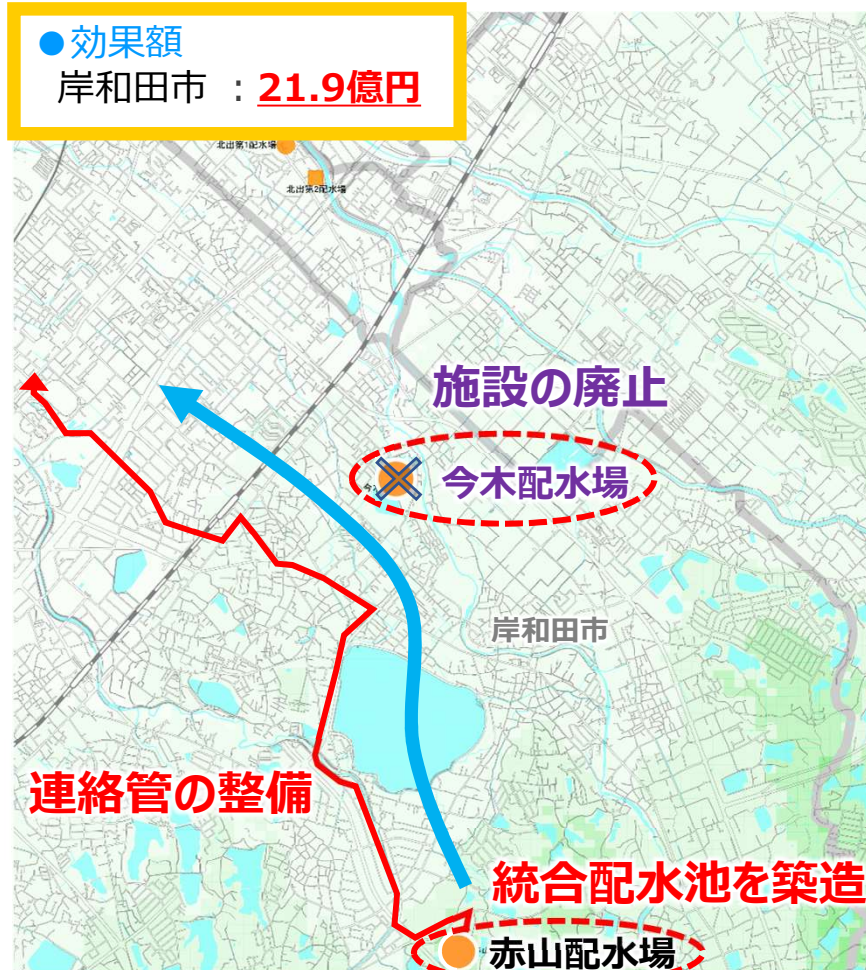 ●効果額
岸和田市 ：21.9億円
北出第1配水場
北出第2配水場
施設の廃止
今木配水場
岸和田市
連絡管の整備
統合配水池を築造
赤山配水場